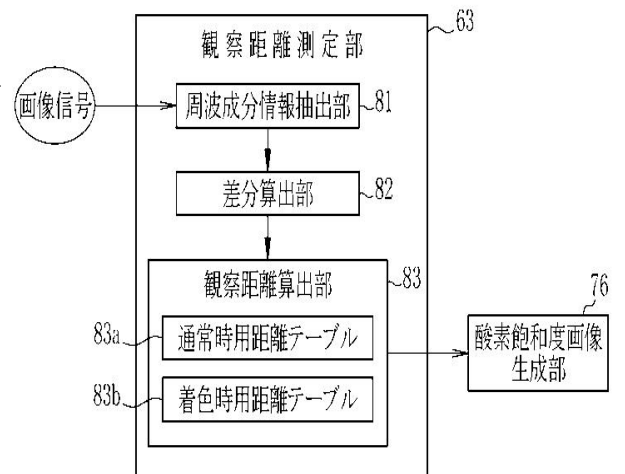 63
観察距離測定部
画像信号
周波成分情報抽出部
81
差分算出部
82
観察距離算出部
83
83a
通常時用距離テーブル
83b
着色時用距離テーブル
76
酸素飽和度画像
生成部